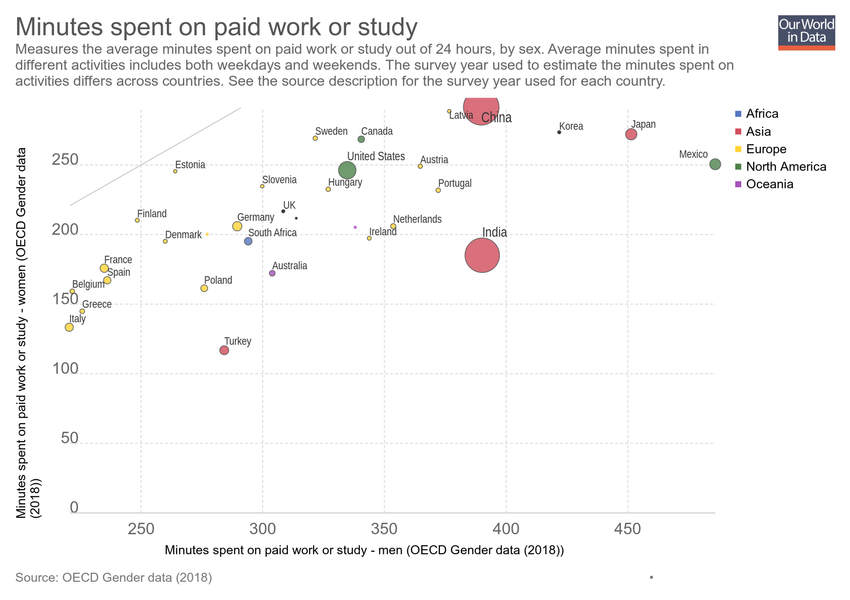 Minutes spent on paid work or study
Our World
in Data
Measures the average minutes spent on paid work or study out of 24 hours, by sex. Average minutes spent in
different activities includes both weekdays and weekends. The survey year used to estimate the minutes spent on
activities differs across countries. See the source description for the survey year used for each country.
Minutes spent on paid work or study - women (OECD Gender data
(2018))
Africa
Asia
Europe
North America
Oceania
Latvia
China
Korea
Japan
Sweden
Canada
Mexico
250
Estonia
United States
Austria
Slovenia
Hungary
Portugal
UK
Finland
Germany
Netherlands
200
Denmark
South Africa
Ireland
India
France
Spain
Australia
Belgium
Poland
150
Greece
Italy
Turkey
100
50
0
250
300
350
400
450
Minutes spent on paid work or study - men (OECD Gender data (2018))
Source: OECD Gender data (2018)